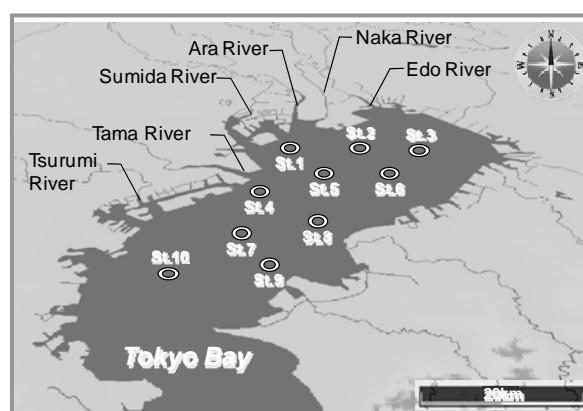 Ara River
Naka River
Sumida River
Edo River
Tama River
Tsurumi
River
St.1
St.2
St.3
St.5
St.6
St.4
St.8
St.7
St.9
St.10
Tokyo Bay
20km
N
W
E
S